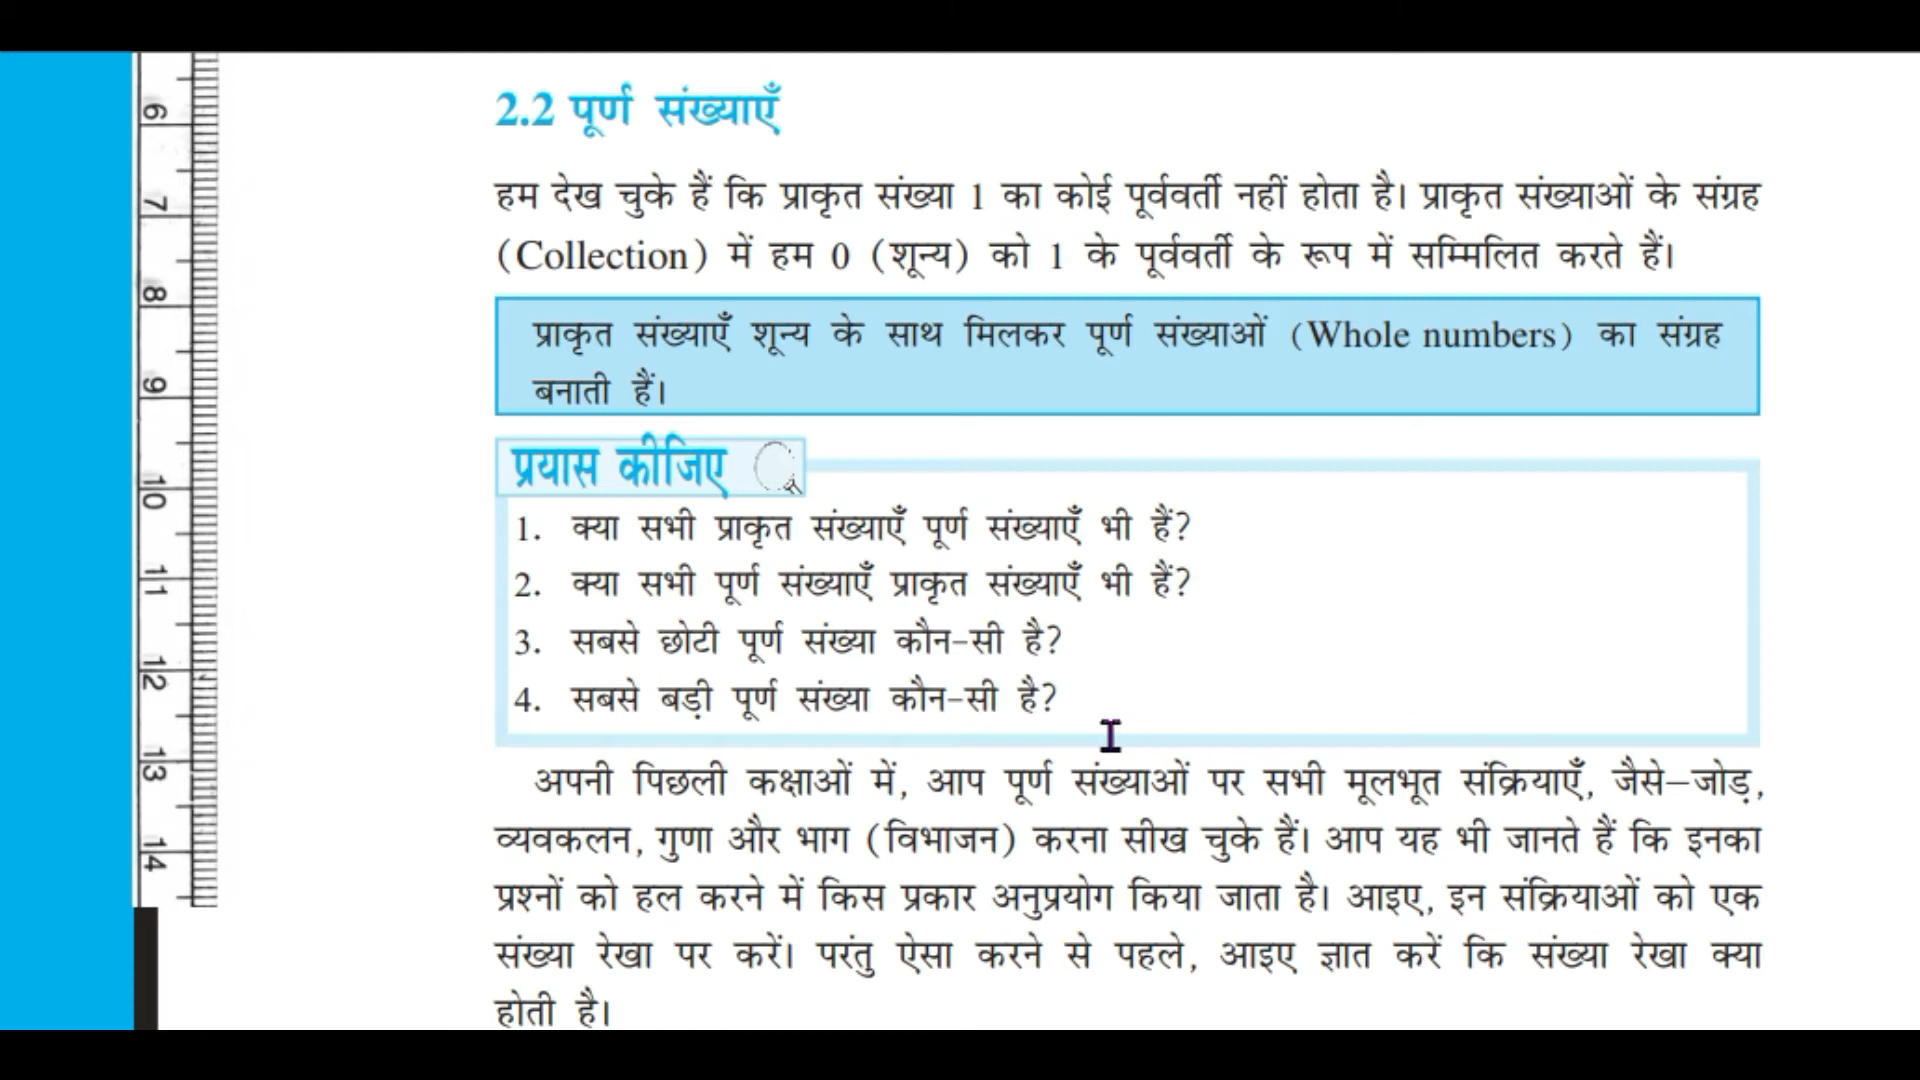 6
7
8
9
10
11
12
13
14
2.2 पूर्ण संख्याएँ
हम देख चुके हैं कि प्राकृत संख्या 1 का कोई पूर्ववर्ती नहीं होता है। प्राकृत संख्याओं के संग्रह
(Collection) में हम 0 (शून्य) को 1 के पूर्ववर्ती के रूप में सम्मिलित करते हैं।
प्राकृत संख्याएँ शून्य के साथ मिलकर पूर्ण संख्याओं (Whole numbers) का संग्रह
बनाती हैं।
प्रयास कीजिए
1. क्या सभी प्राकृत संख्याएँ पूर्ण संख्याएँ भी हैं?
2. क्या सभी पूर्ण संख्याएँ प्राकृत संख्याएँ भी हैं?
3. सबसे छोटी पूर्ण संख्या कौन-सी है?
4. सबसे बड़ी पूर्ण संख्या कौन-सी है?
अपनी पिछली कक्षाओं में, आप पूर्ण संख्याओं पर सभी मूलभूत संक्रियाएँ, जैसे–जोड़,
व्यवकलन, गुणा और भाग (विभाजन) करना सीख चुके हैं। आप यह भी जानते हैं कि इनका
प्रश्नों को हल करने में किस प्रकार अनुप्रयोग किया जाता है। आइए, इन संक्रियाओं को एक
संख्या रेखा पर करें। परंतु ऐसा करने से पहले, आइए ज्ञात करें कि संख्या रेखा क्या
होती है।